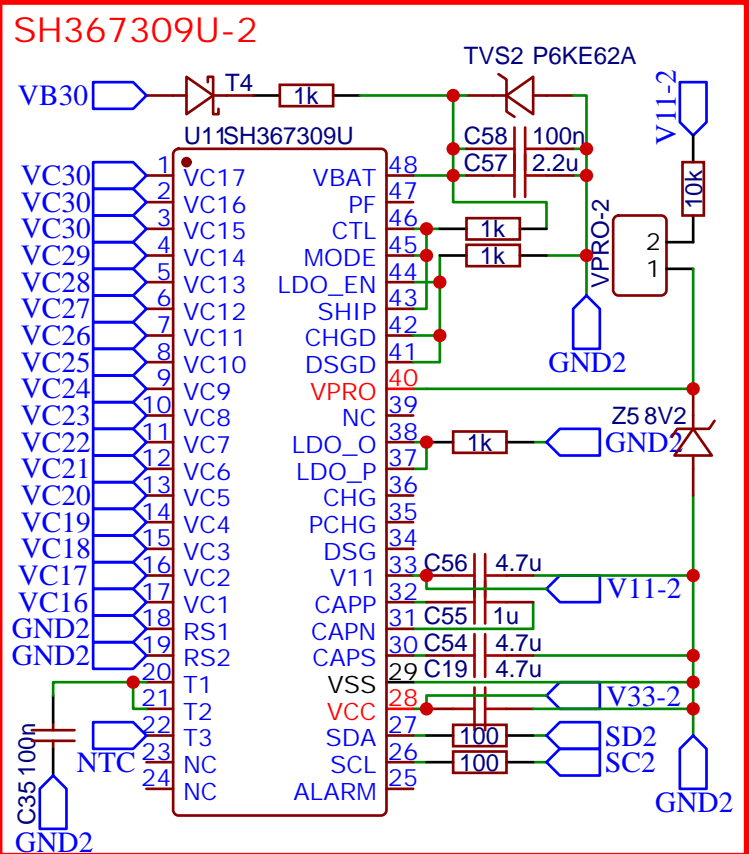 SH367309U-2
TVS2 P6KE62A
VB30
T4
1k
V11-2
U11SH367309U
C58
100n
C57
2.2u
VC30
1
VC17
VBAT
48
VC30
2
VC16
PF
47
VC30
3
VC15
CTL
46
1k
10k
VC29
4
VC14
MODE
45
1k
VPRO-2
2
1
VC28
5
VC13
LDO_EN
44
VC27
6
VC12
SHIP
43
VC26
7
VC11
CHGD
42
GND2
VC25
8
VC10
DSGD
41
VC24
9
VC9
VPRO
40
VC23
10
VC8
NC
39
Z5 8V2
VC22
11
VC7
LDO_O
38
1k
GND2
VC21
12
VC6
LDO_P
37
VC20
13
VC5
CHG
36
VC19
14
VC4
PCHG
35
VC18
15
VC3
DSG
34
VC17
16
VC2
V11
33
C56
4.7u
V11-2
VC16
17
VC1
CAPP
32
C55
1u
GND2
18
RS1
CAPN
31
GND2
19
RS2
CAPS
30
C54
4.7u
20
T1
VSS
29
C19
4.7u
21
T2
VCC
28
V33-2
NTC
22
T3
SDA
27
100
SD2
23
NC
SCL
26
100
SC2
24
NC
ALARM
25
C35 100n
GND2
GND2